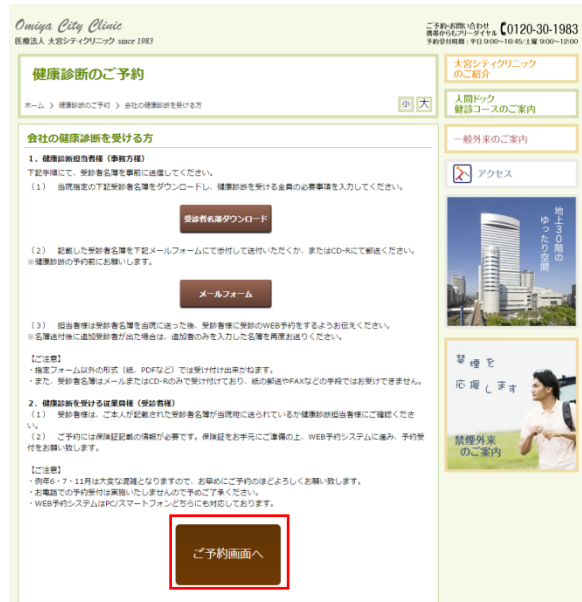 Omiya City Clinic
医療法人 大宮シティクリニック since 1983
ご予約・お問い合わせ
携帯からもフリーダイヤル
0120-30-1983
予約受付時間：平日 9:00〜16:45/土曜 9:00〜12:00
健康診断のご予約
ホーム 〉 健康診断のご予約 〉 会社の健康診断を受ける方
小 大
会社の健康診断を受ける方
1、健康診断担当者様（事務方様）
下記手順にて、受診者名簿を事前に送信してください。
（1） 当院指定の下記受診者名簿をダウンロードし、健康診断を受ける全員の必要事項を入力してください。
受診者名簿ダウンロード
（2） 記載した受診者名簿を下記メールフォームにて添付して送付いただくか、またはCD-Rにて郵送ください。
※健康診断の予約前にお願いします。
メールフォーム
（3） 担当者様は受診者名簿を当院に送った後、受診者様に受診のWEB予約をするようお伝えください。
※名簿送付後に追加受診者が出た場合は、追加者のみを入力した名簿を再度お送りください。
【ご注意】
・指定フォーム以外の形式（紙、PDFなど）では受け付け出来かねます。
・また、受診者名簿はメールまたはCD-Rのみで受け付けており、紙の郵送やFAXなどの手段ではお受けできません。
2、健康診断を受ける従業員様（受診者様）
（1） 受診者様は、ご本人が記載された受診者名簿が当院宛に送られているか健康診断担当者様にご確認くださ
い。
（2） ご予約には保険証記載の情報が必要です。保険証をお手元にご準備の上、WEB予約システムに進み、予約受
付をお願い致します。
【ご注意】
・例年6・7・11月は大変な混雑となりますので、お早めにご予約のほどよろしくお願い致します。
・お電話での予約受付は実施いたしませんので予めご了承ください。
・WEB予約システムはPC/スマートフォンどちらにも対応しております。
ご予約画面へ
大宮シティクリニック
のご紹介
人間ドック
健診コースのご案内
一般外来のご案内
アクセス
地上30階の
ゆったり空間
禁煙を
応援します
禁煙外来
のご案内